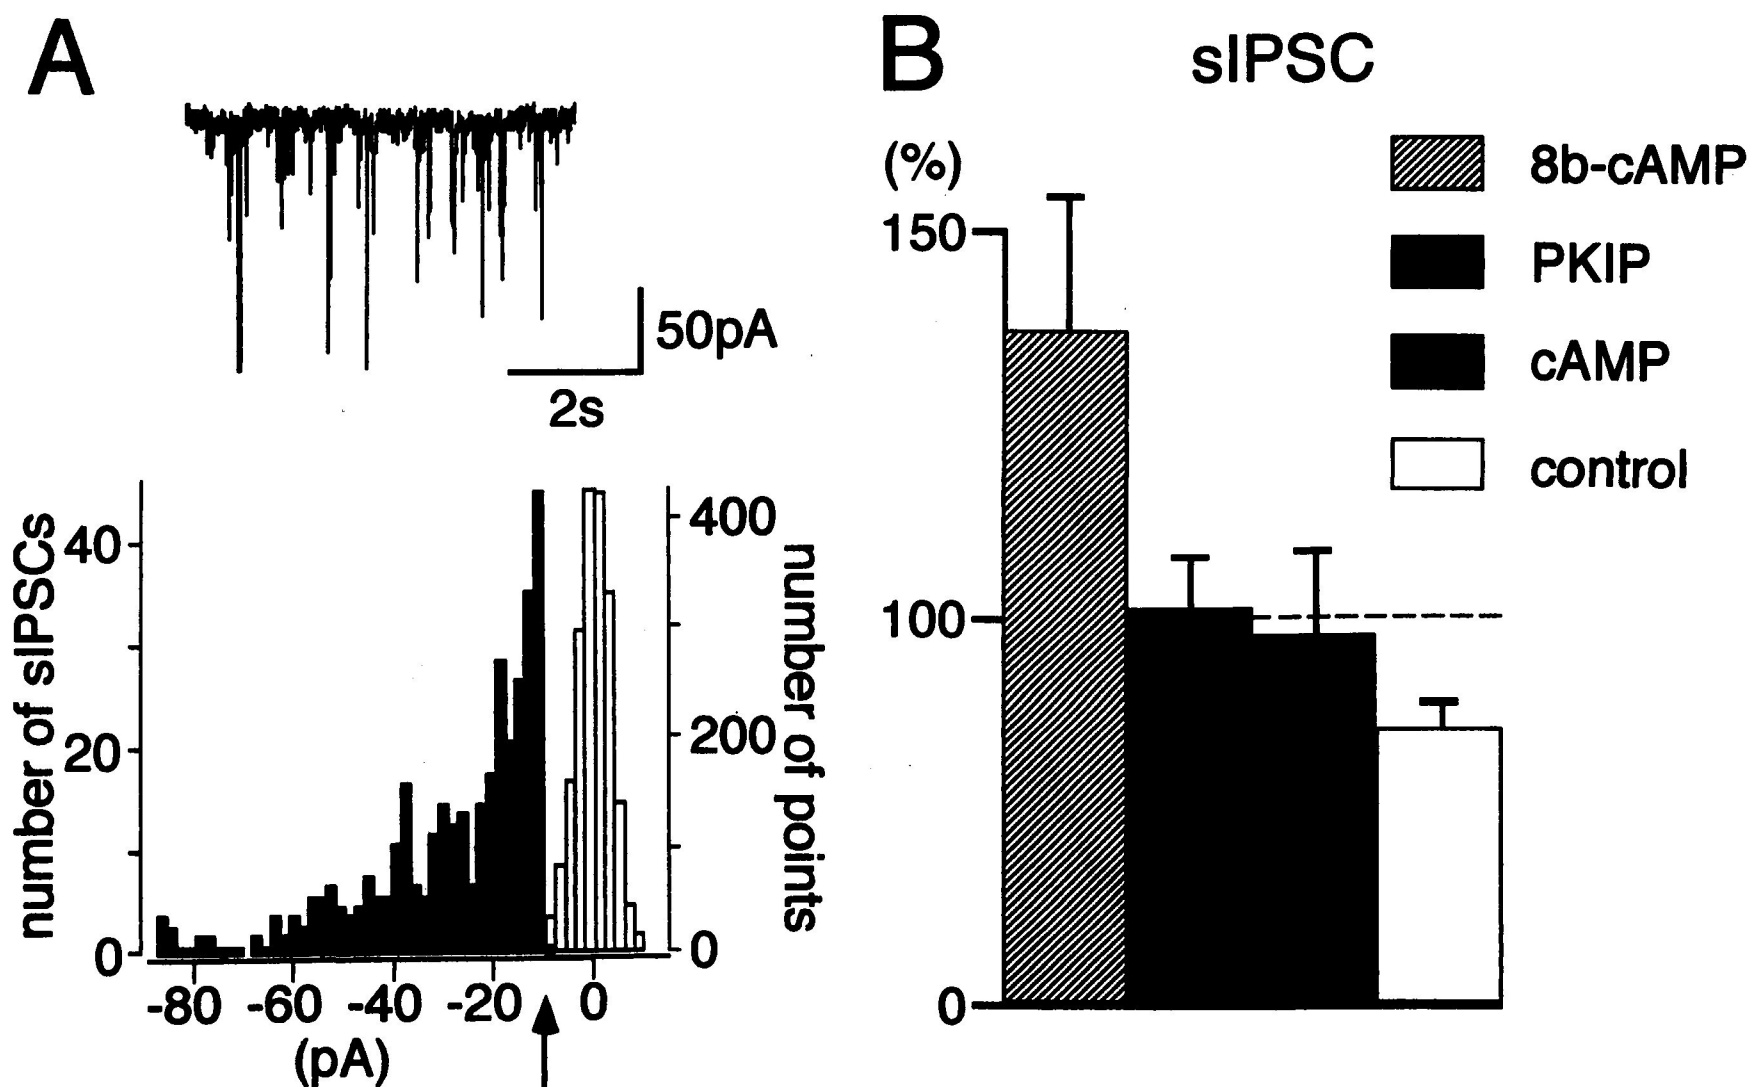 A
50pA
2s
number of sIPSCs
40
20
0
400
200
0
number of points
-80 -60 -40 -20 0
(pA)
B
sIPSC
(%)
150
100
0
8b-cAMP
PKIP
cAMP
control